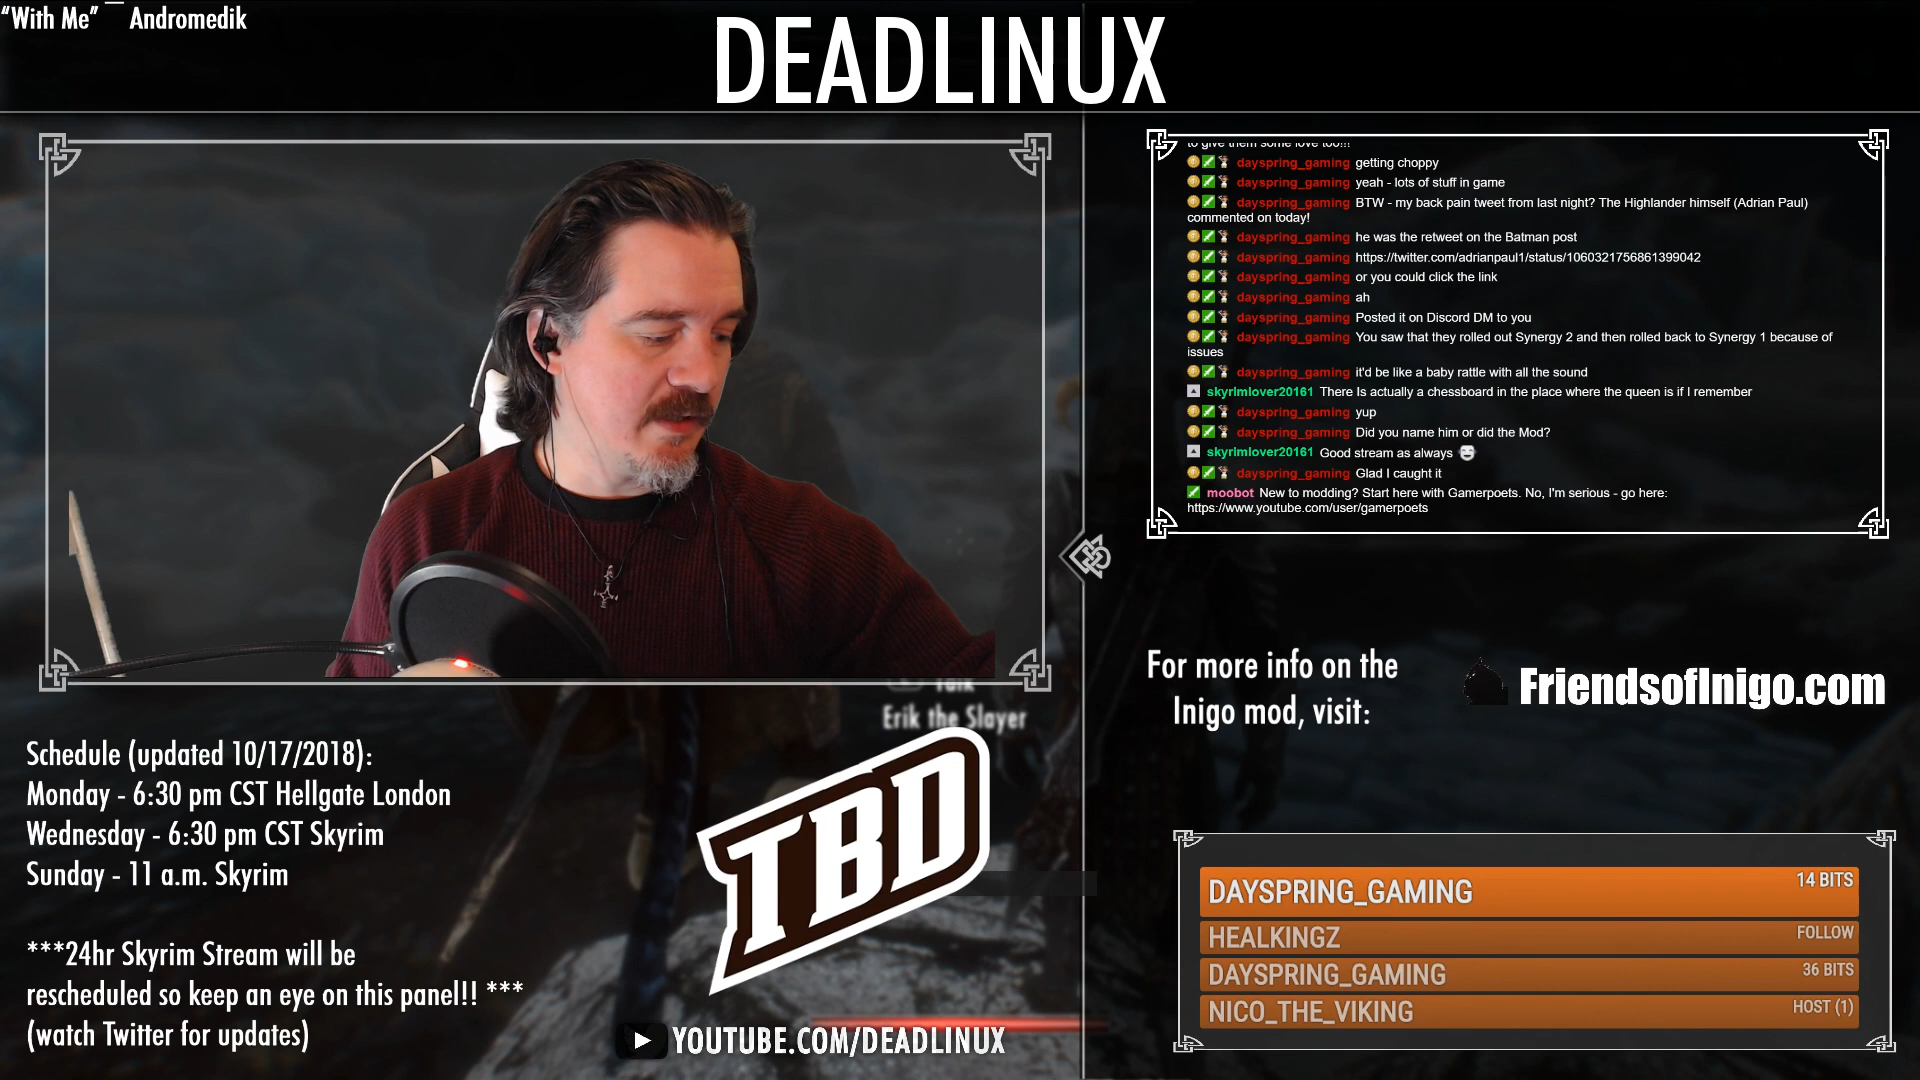 “With Me” — Andromedik
DEADLINUX
to give them some love too!!!
dayspring_gaming getting choppy
dayspring_gaming yeah - lots of stuff in game
dayspring_gaming BTW - my back pain tweet from last night? The Highlander himself (Adrian Paul)
commented on today!
dayspring_gaming he was the retweet on the Batman post
dayspring_gaming https://twitter.com/adrianpaul1/status/1060321756861399042
dayspring_gaming or you could click the link
dayspring_gaming ah
dayspring_gaming Posted it on Discord DM to you
dayspring_gaming You saw that they rolled out Synergy 2 and then rolled back to Synergy 1 because of
issues
dayspring_gaming it'd be like a baby rattle with all the sound
skyrimlover20161 There Is actually a chessboard in the place where the queen is if I remember
dayspring_gaming yup
dayspring_gaming Did you name him or did the Mod?
skyrimlover20161 Good stream as always
dayspring_gaming Glad I caught it
moobot New to modding? Start here with Gamerpoets. No, I'm serious - go here:
https://www.youtube.com/user/gamerpoets
For more info on the
Inigo mod, visit:
FriendsofInigo.com
Talk
Erik the Slayer
Schedule (updated 10/17/2018):
Monday - 6:30 pm CST Hellgate London
Wednesday - 6:30 pm CST Skyrim
Sunday - 11 a.m. Skyrim
***24hr Skyrim Stream will be
rescheduled so keep an eye on this panel!! ***
(watch Twitter for updates)
TBD
YOUTUBE.COM/DEADLINUX
DAYSPRING_GAMING 14 BITS
HEALKINGZ FOLLOW
DAYSPRING_GAMING 36 BITS
NICO_THE_VIKING HOST (1)